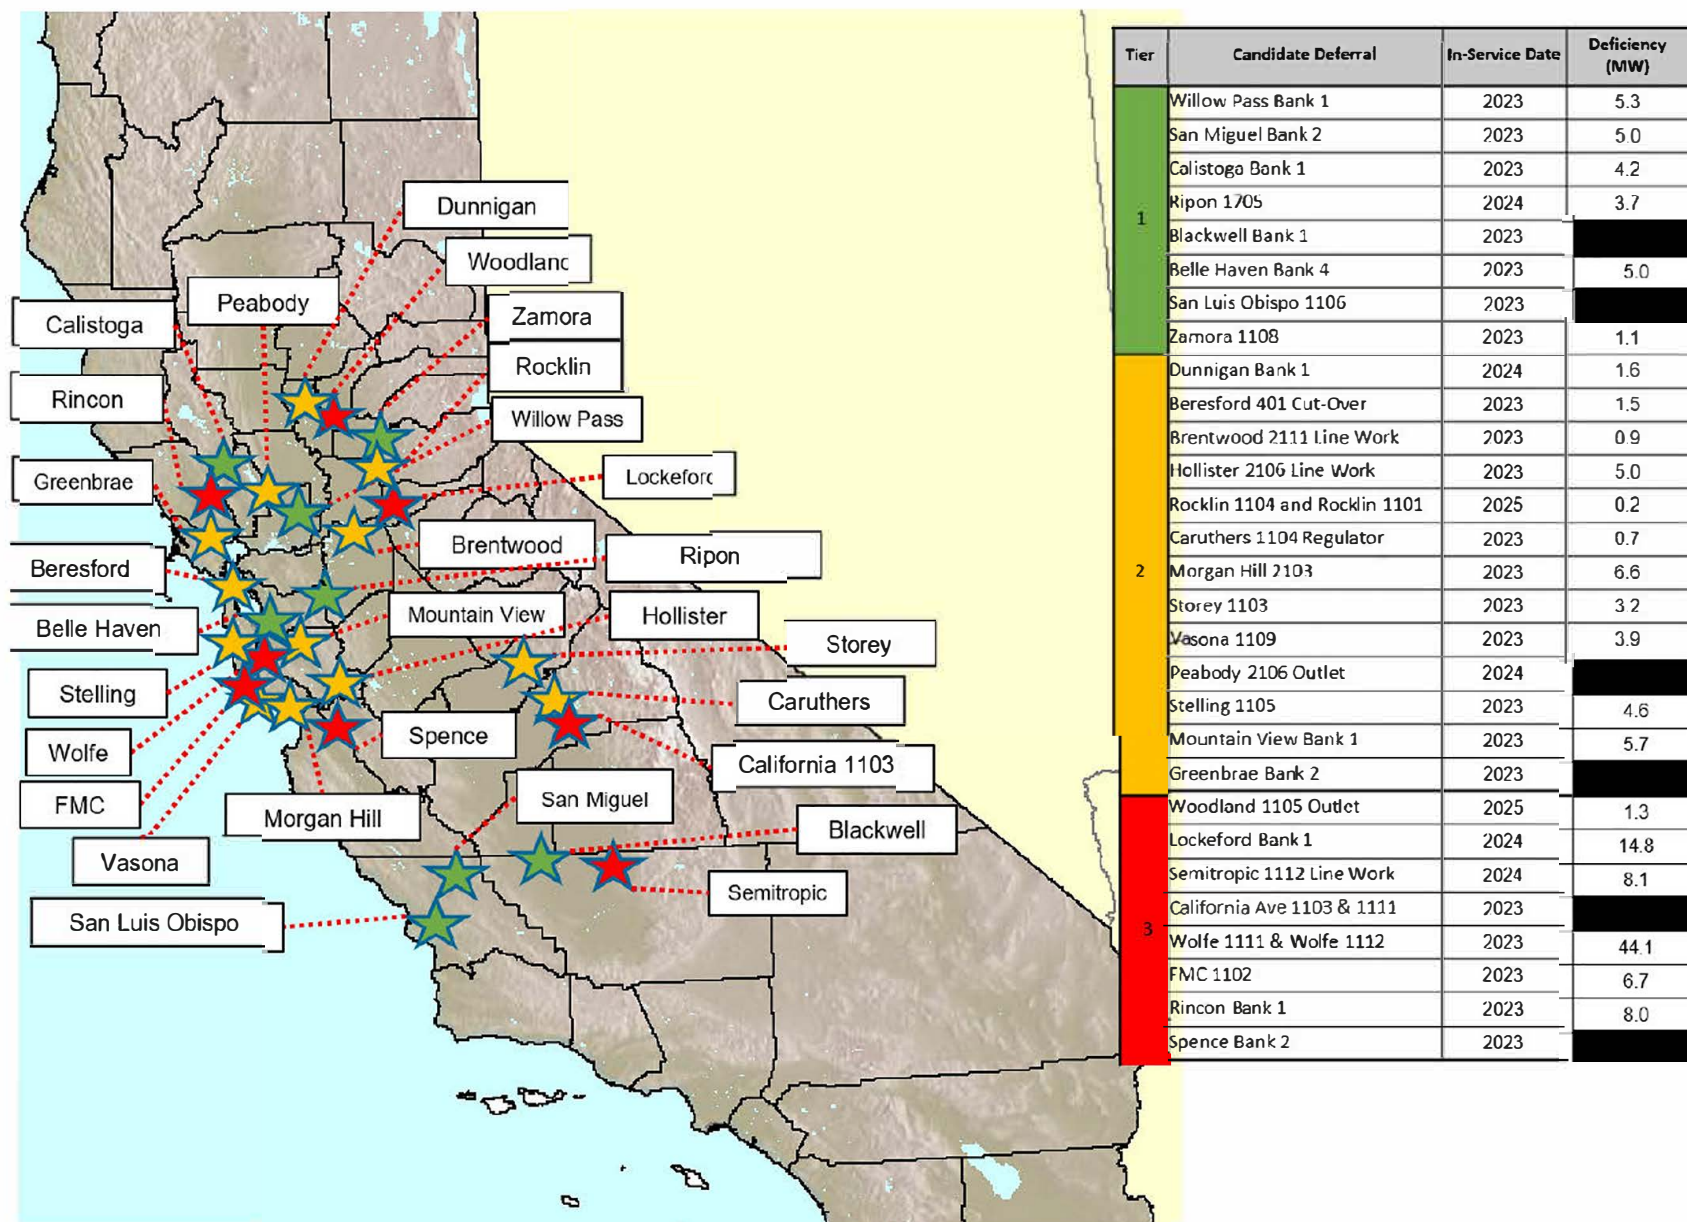 Dunnigan
Woodland
Peabody
Zamora
Calistoga
Rocklin
Rincon
Willow Pass
Greenbrae
Lockeford
Brentwood
Ripon
Beresford
Mountain View
Hollister
Belle Haven
Storey
Stelling
Caruthers
Spence
Wolfe
California 1103
FMC
San Miguel
Morgan Hill
Blackwell
Vasona
Semitropic
San Luis Obispo
Tier Candidate Deferral In-Service Date Deficiency (MW)
1
Willow Pass Bank 1 2023 5.3
San Miguel Bank 2 2023 5.0
Calistoga Bank 1 2023 4.2
Ripon 1705 2024 3.7
Blackwell Bank 1 2023
Belle Haven Bank 4 2023 5.0
San Luis Obispo 1106 2023
Zamora 1108 2023 1.1
2
Dunnigan Bank 1 2024 1.6
Beresford 401 Cut-Over 2023 1.5
Brentwood 2111 Line Work 2023 0.9
Hollister 2106 Line Work 2023 5.0
Rocklin 1104 and Rocklin 1101 2025 0.2
Caruthers 1104 Regulator 2023 0.7
Morgan Hill 2103 2023 6.6
Storey 1103 2023 3.2
Vasona 1109 2023 3.9
Peabody 2106 Outlet 2024
Stelling 1105 2023 4.6
Mountain View Bank 1 2023 5.7
Greenbrae Bank 2 2023
3
Woodland 1105 Outlet 2025 1.3
Lockeford Bank 1 2024 14.8
Semitropic 1112 Line Work 2024 8.1
California Ave 1103 & 1111 2023
Wolfe 1111 & Wolfe 1112 2023 44.1
FMC 1102 2023 6.7
Rincon Bank 1 2023 8.0
Spence Bank 2 2023